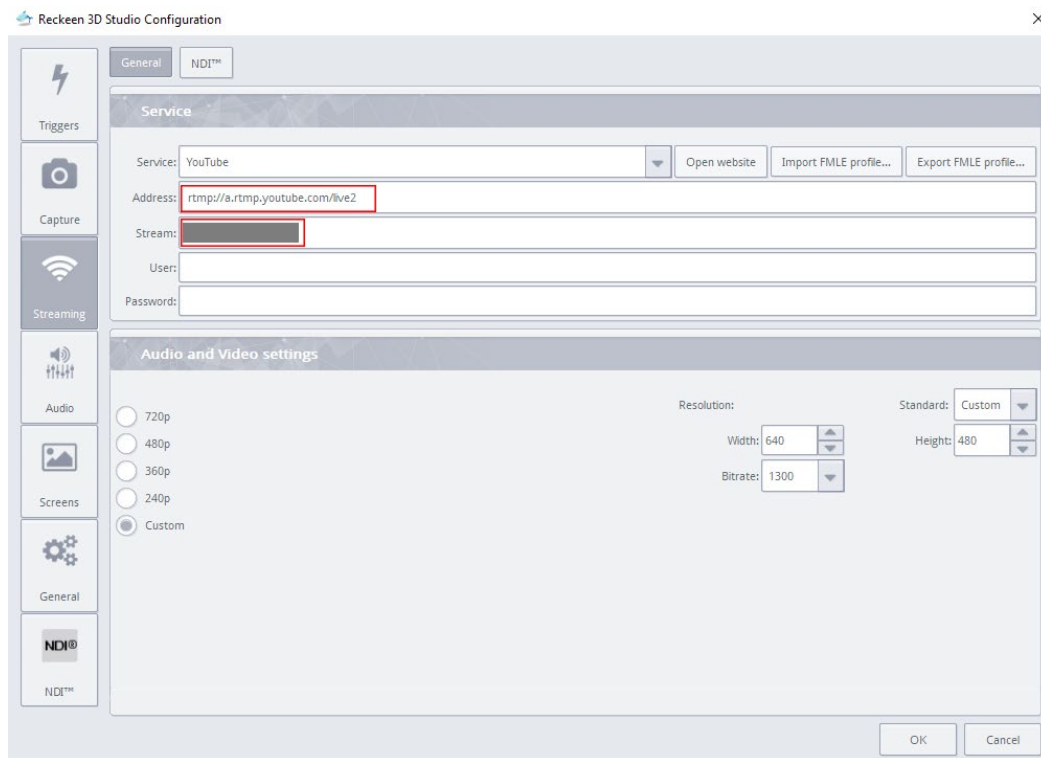 Reckeen 3D Studio Configuration
General
NDI™
Triggers
Capture
Streaming
Audio
Screens
General
NDI®
NDI™
Service
Service: YouTube
Open website
Import FMLE profile...
Export FMLE profile...
Address: rtmp://a.rtmp.youtube.com/live2
Stream:
User:
Password:
Audio and Video settings
720p
480p
360p
240p
Custom
Resolution:
Standard: Custom
Width: 640
Height: 480
Bitrate: 1300
OK
Cancel